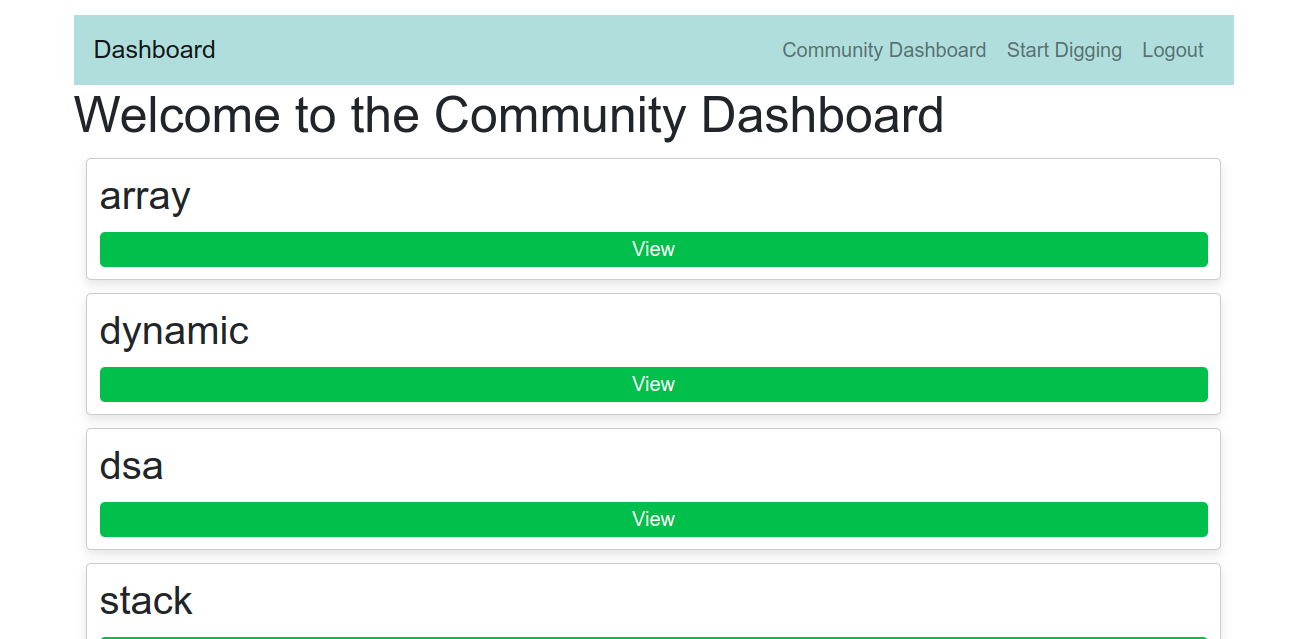 Dashboard Community Dashboard Start Digging Logout
Welcome to the Community Dashboard
array
View
dynamic
View
dsa
View
stack